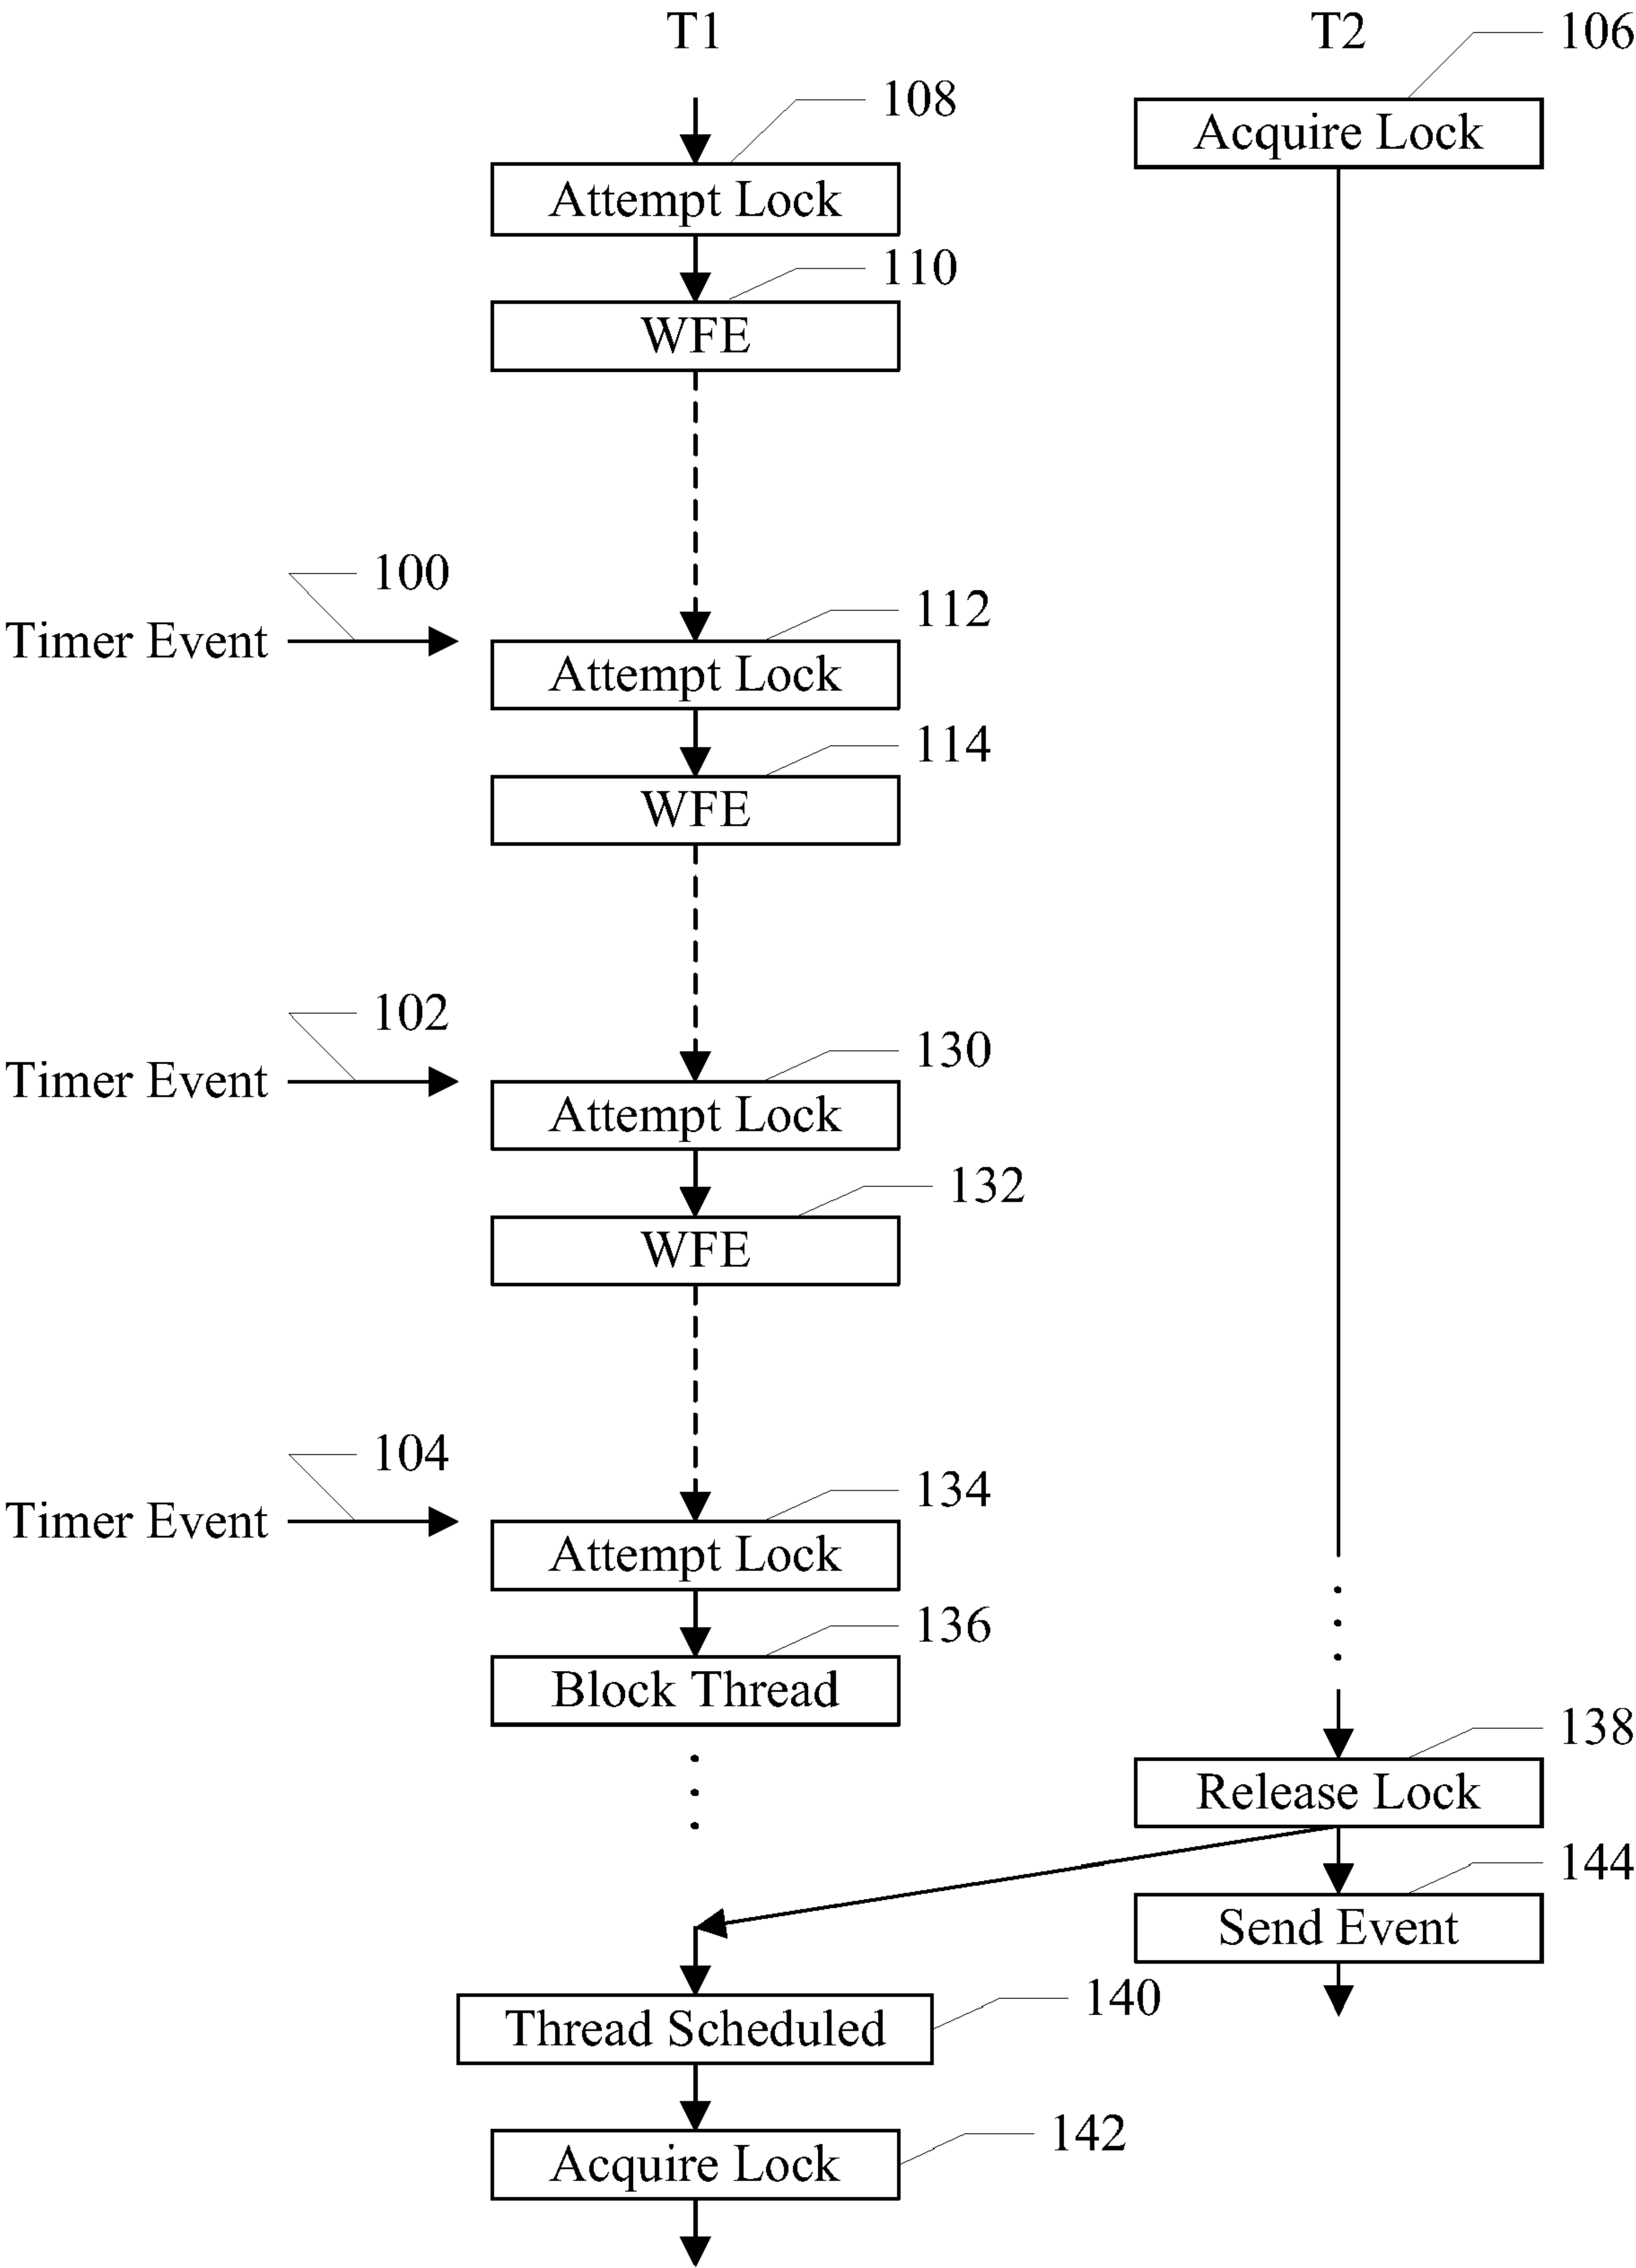 T1
T2
106
108
Acquire Lock
Attempt Lock
110
WFE
100
112
Timer Event
Attempt Lock
114
WFE
102
130
Timer Event
Attempt Lock
132
WFE
104
134
Timer Event
Attempt Lock
136
Block Thread
138
Release Lock
144
Send Event
140
Thread Scheduled
142
Acquire Lock